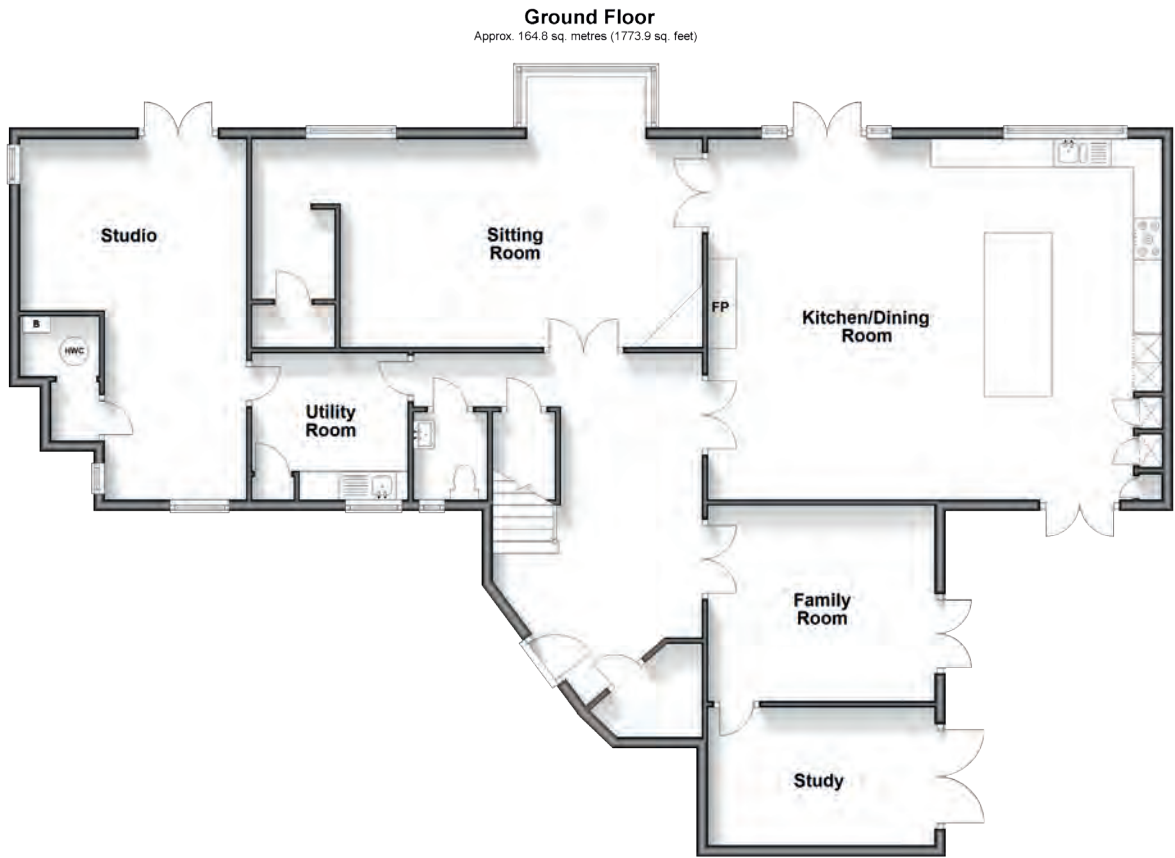 Ground Floor
Approx. 164.8 sq. metres (1773.9 sq. feet)
Studio
Sitting
Room
FP
Kitchen/Dining
Room
B
HWC
Utility
Room
Family
Room
Study